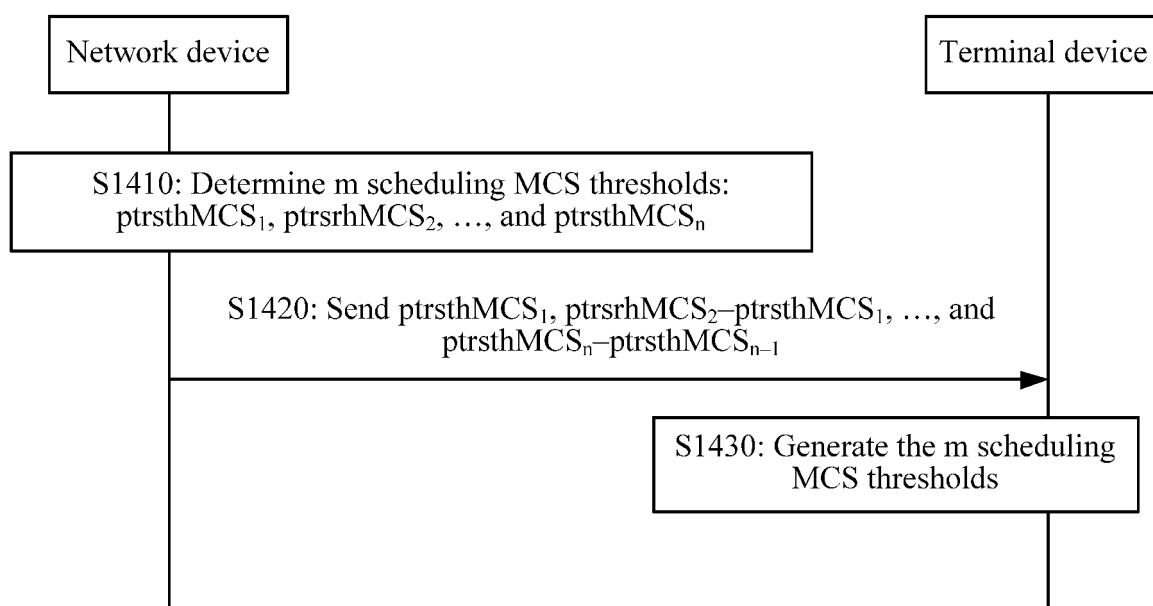 Network device
Terminal device
S1410: Determine m scheduling MCS thresholds:
ptrsthMCS₁, ptrsrhMCS₂, …, and ptrsthMCSₙ
S1420: Send ptrsthMCS₁, ptrsrhMCS₂–ptrsthMCS₁, …, and
ptrsthMCSₙ–ptrsthMCSₙ₋₁
S1430: Generate the m scheduling
MCS thresholds